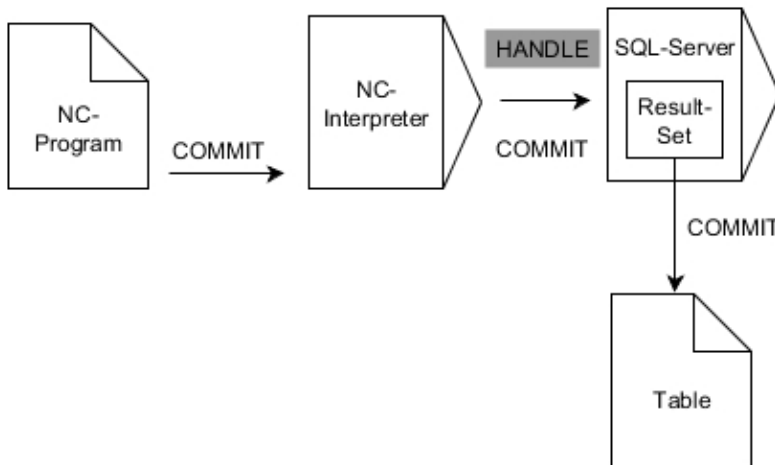 NC-
Program
COMMIT
NC-
Interpreter
HANDLE
COMMIT
SQL-Server
Result-
Set
COMMIT
Table